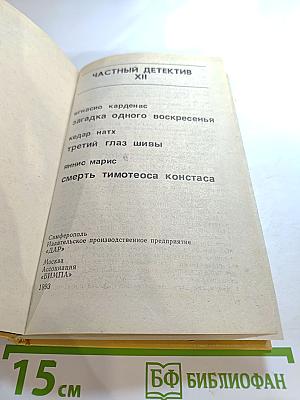 ЧАСТНЫЙ ДЕТЕКТИВ
XII
игнасио карденас
загадка одного воскресенья
кедар натх
третий глаз шивы
яннис марис
смерть тимотеоса констаса
Симферополь
Издательское производственное предприятие
«ДАР»
Москва
Ассоциация
«БИМПА»
1993
15 см
БФ БИБЛИОФАН